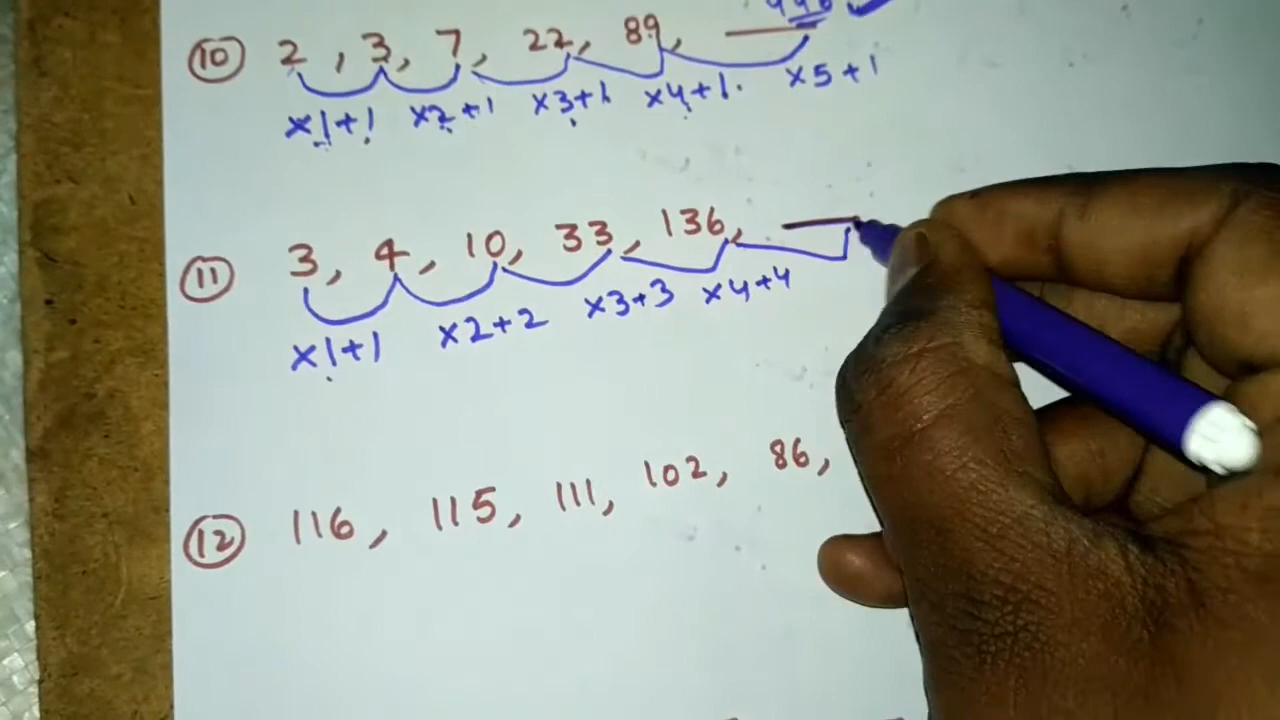 10 2, 3, 7, 22, 89,
×1+1 ×2+1 ×3+1 ×4+1. ×5+1
11 3, 4, 10, 33, 136,
×1+1 ×2+2 ×3+3 ×4+4
12 116, 115, 111, 102, 86,